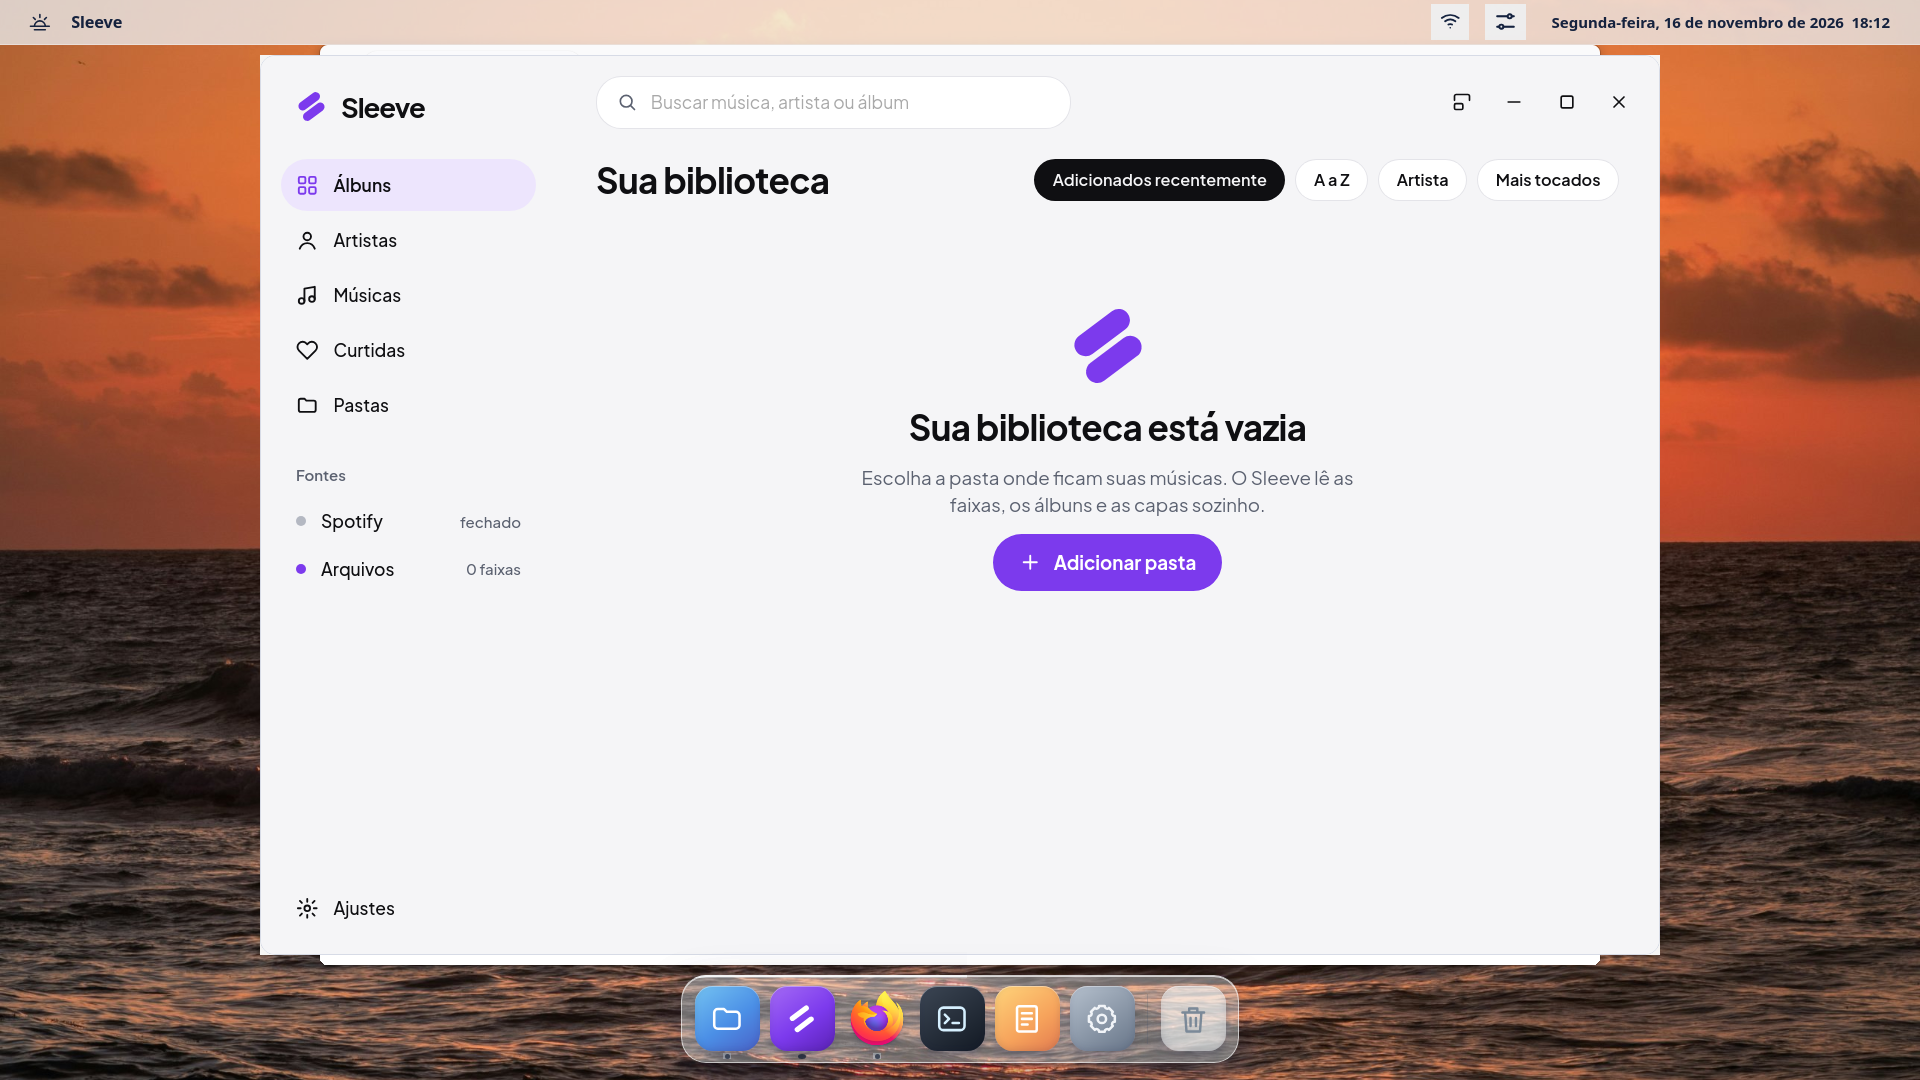 Sleeve
Segunda-feira, 16 de novembro de 2026 18:12
Sleeve
Buscar música, artista ou álbum
Álbuns
Artistas
Músicas
Curtidas
Pastas
Fontes
Spotify fechado
Arquivos 0 faixas
Ajustes
Sua biblioteca
Adicionados recentemente
A a Z
Artista
Mais tocados
Sua biblioteca está vazia
Escolha a pasta onde ficam suas músicas. O Sleeve lê as
faixas, os álbuns e as capas sozinho.
Adicionar pasta